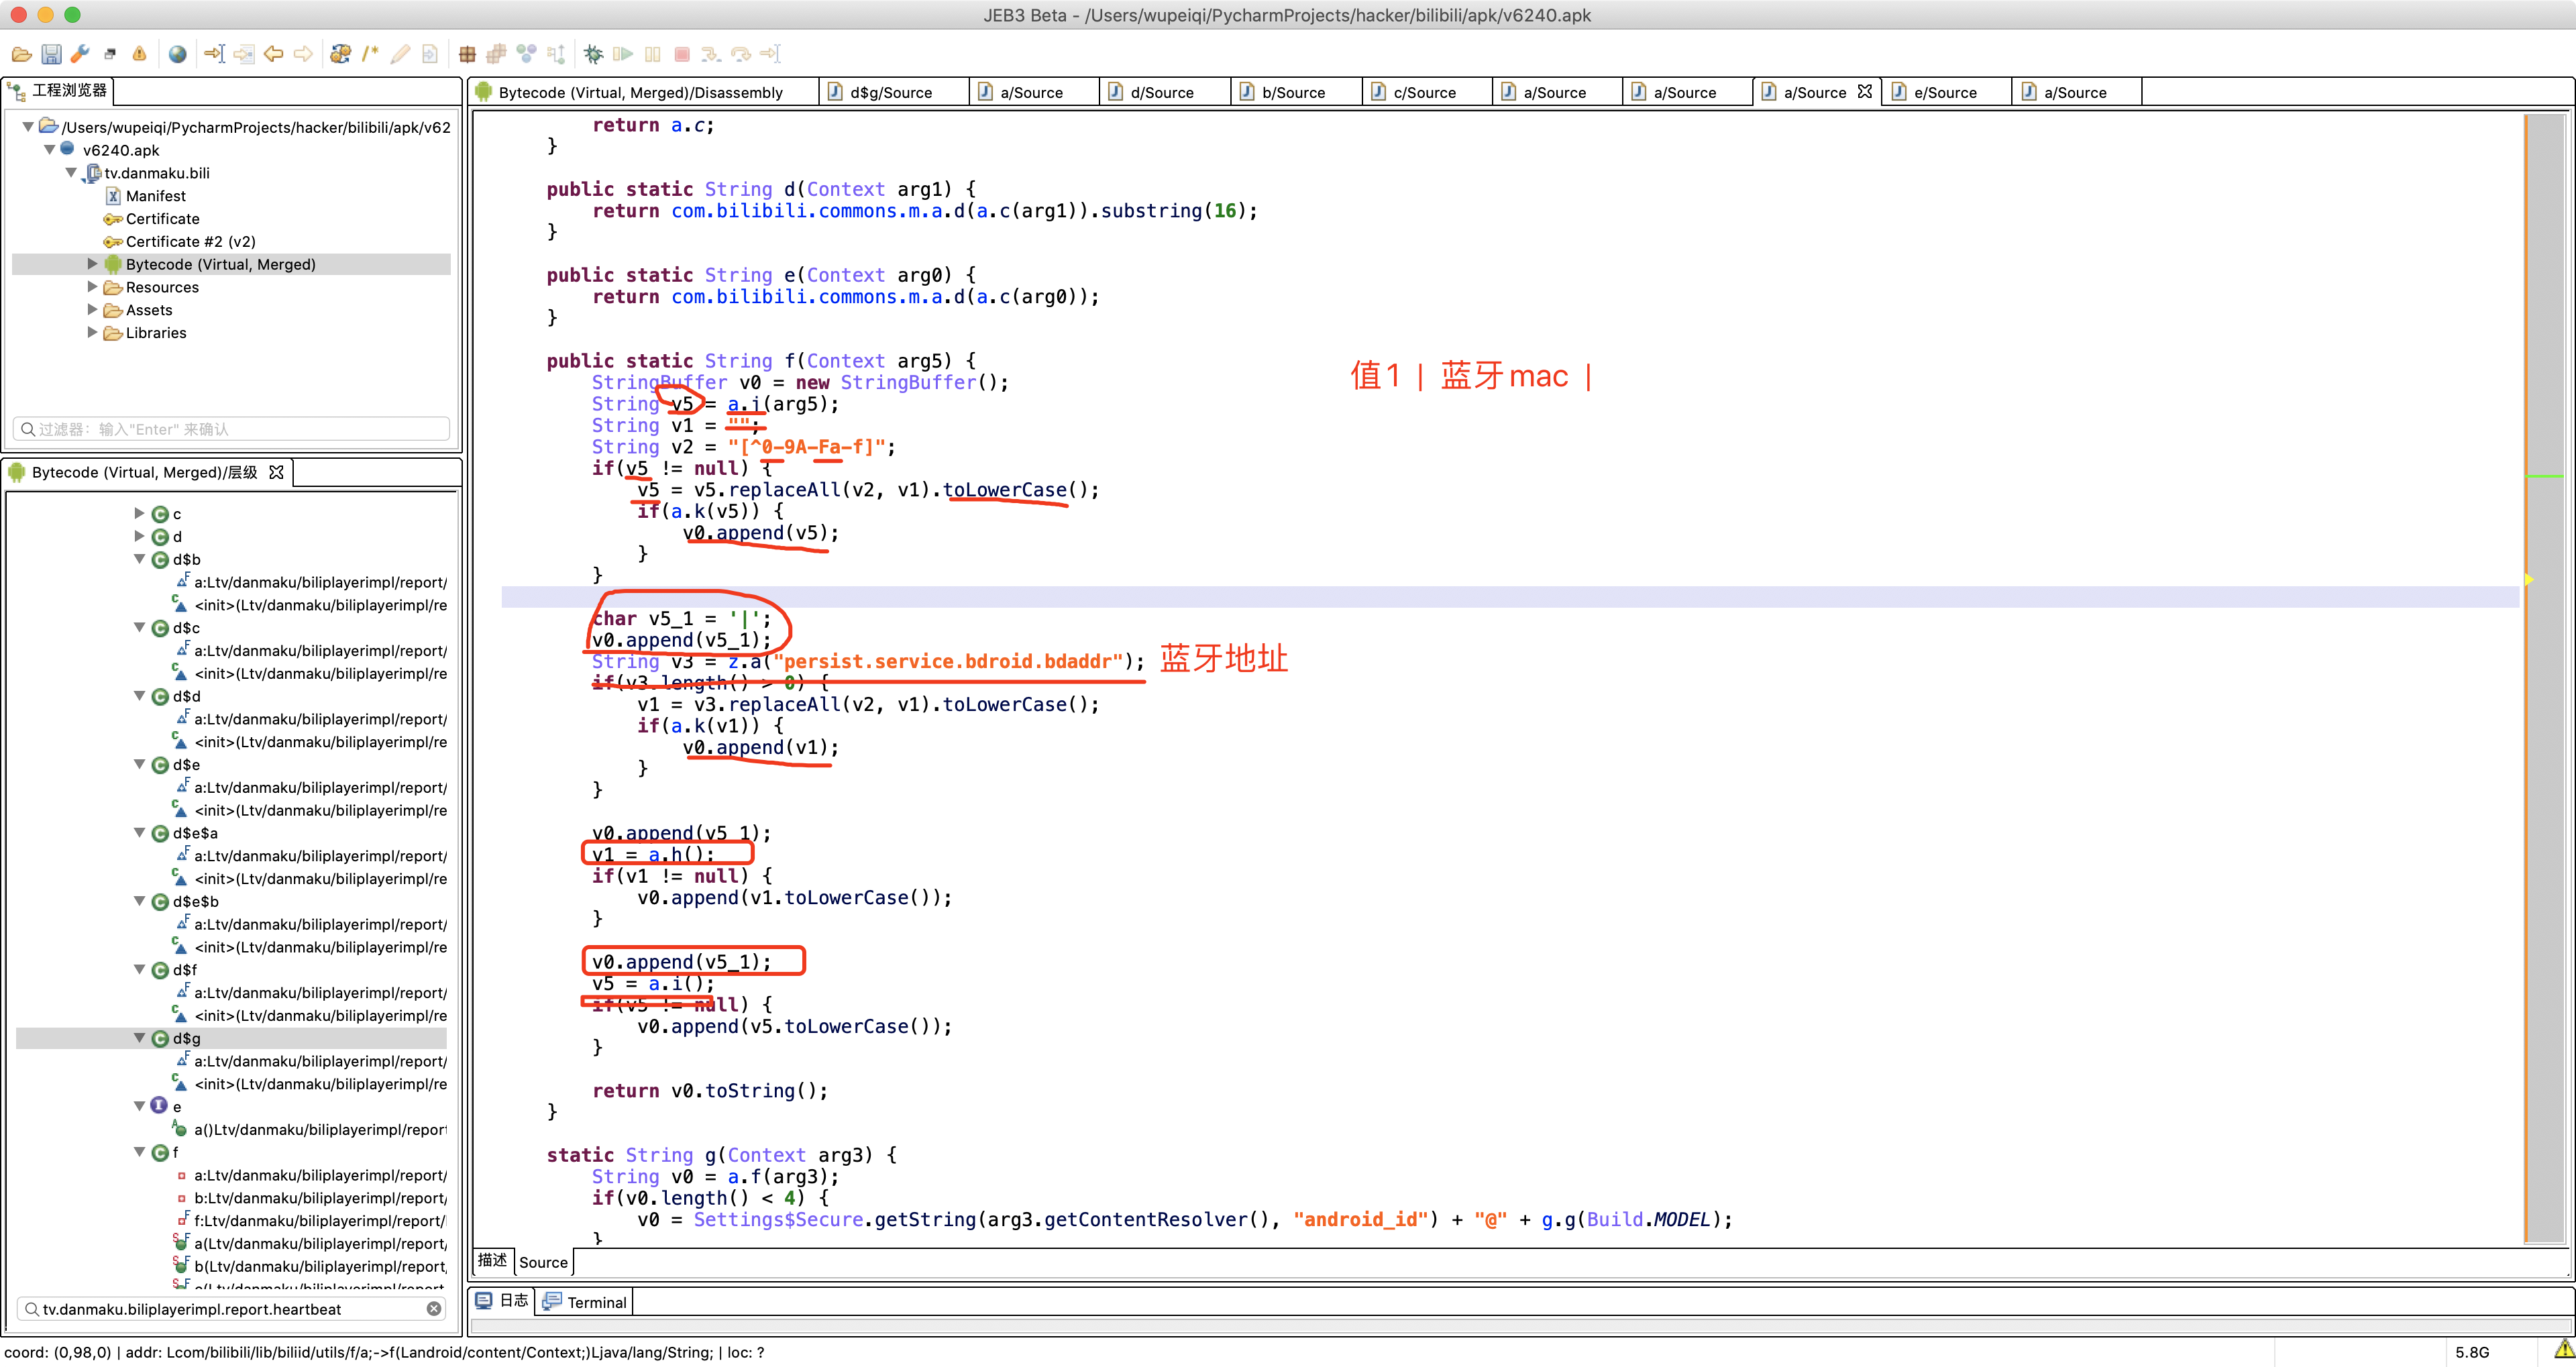 JEB3 Beta - /Users/wupeiqi/PycharmProjects/hacker/bilibili/apk/v6240.apk
工程浏览器
/Users/wupeiqi/PycharmProjects/hacker/bilibili/apk/v62
v6240.apk
tv.danmaku.bili
Manifest
Certificate
Certificate #2 (v2)
Bytecode (Virtual, Merged)
Resources
Assets
Libraries
过滤器：输入"Enter" 来确认
Bytecode (Virtual, Merged)/层级
c
d
d$b
a:Ltv/danmaku/biliplayerimpl/report/
<init>(Ltv/danmaku/biliplayerimpl/re
d$c
a:Ltv/danmaku/biliplayerimpl/report/
<init>(Ltv/danmaku/biliplayerimpl/re
d$d
a:Ltv/danmaku/biliplayerimpl/report/
<init>(Ltv/danmaku/biliplayerimpl/re
d$e
a:Ltv/danmaku/biliplayerimpl/report/
<init>(Ltv/danmaku/biliplayerimpl/re
d$e$a
a:Ltv/danmaku/biliplayerimpl/report/
<init>(Ltv/danmaku/biliplayerimpl/re
d$e$b
a:Ltv/danmaku/biliplayerimpl/report/
<init>(Ltv/danmaku/biliplayerimpl/re
d$f
a:Ltv/danmaku/biliplayerimpl/report/
<init>(Ltv/danmaku/biliplayerimpl/re
d$g
a:Ltv/danmaku/biliplayerimpl/report/
<init>(Ltv/danmaku/biliplayerimpl/re
e
a()Ltv/danmaku/biliplayerimpl/report
f
a:Ltv/danmaku/biliplayerimpl/report/
b:Ltv/danmaku/biliplayerimpl/report/
f:Ltv/danmaku/biliplayerimpl/report/
a(Ltv/danmaku/biliplayerimpl/report/
b(Ltv/danmaku/biliplayerimpl/report/
tv.danmaku.biliplayerimpl.report.heartbeat
Bytecode (Virtual, Merged)/Disassembly d$g/Source a/Source d/Source b/Source c/Source a/Source a/Source a/Source e/Source a/Source
return a.c;
}
public static String d(Context arg1) {
return com.bilibili.commons.m.a.d(a.c(arg1)).substring(16);
}
public static String e(Context arg0) {
return com.bilibili.commons.m.a.d(a.c(arg0));
}
public static String f(Context arg5) {
值1 | 蓝牙mac |
StringBuffer v0 = new StringBuffer();
String v5 = a.j(arg5);
String v1 = "";
String v2 = "[^0-9A-Fa-f]";
if(v5 != null) {
v5 = v5.replaceAll(v2, v1).toLowerCase();
if(a.k(v5)) {
v0.append(v5);
}
}
char v5_1 = '|';
v0.append(v5_1);
String v3 = z.a("persist.service.bdroid.bdaddr"); 蓝牙地址
if(v3.length() > 0) {
v1 = v3.replaceAll(v2, v1).toLowerCase();
if(a.k(v1)) {
v0.append(v1);
}
}
v0.append(v5_1);
v1 = a.h();
if(v1 != null) {
v0.append(v1.toLowerCase());
}
v0.append(v5_1);
v5 = a.i();
if(v5 != null) {
v0.append(v5.toLowerCase());
}
return v0.toString();
}
static String g(Context arg3) {
String v0 = a.f(arg3);
if(v0.length() < 4) {
v0 = Settings$Secure.getString(arg3.getContentResolver(), "android_id") + "@" + g.g(Build.MODEL);
}
描述 Source
日志 Terminal
coord: (0,98,0) | addr: Lcom/bilibili/lib/biliid/utils/f/a;->f(Landroid/content/Context;)Ljava/lang/String; | loc: ?
5.8G